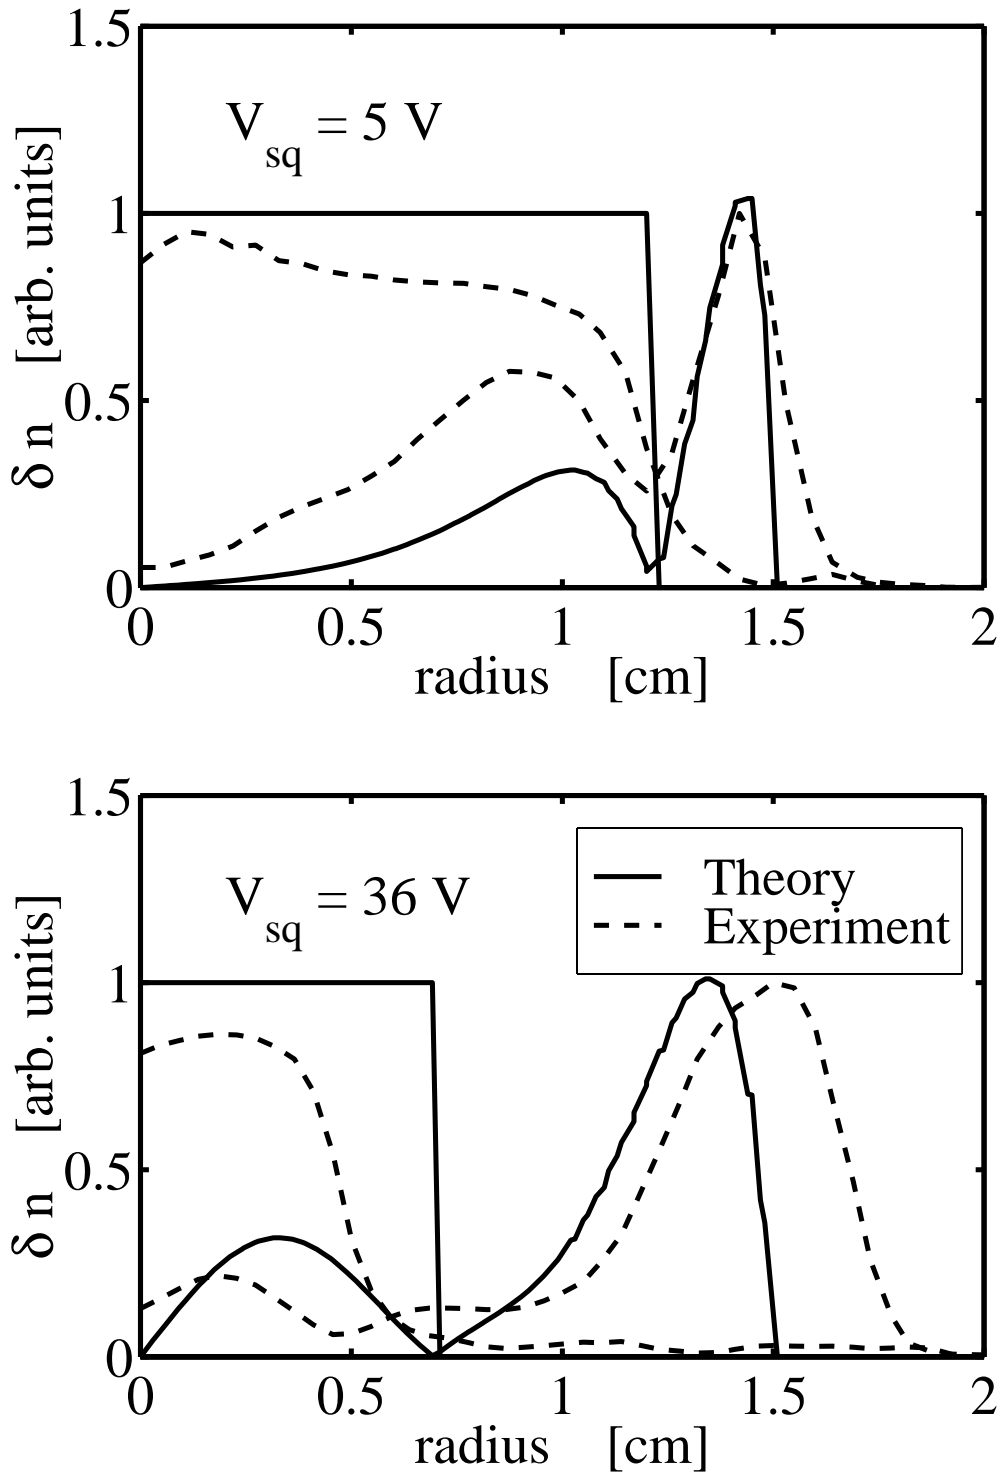 1.5
V_sq = 5 V
1
0.5
0
δ n [arb. units]
0 0.5 1 1.5 2
radius [cm]
1.5
V_sq = 36 V
Theory
Experiment
1
0.5
0
δ n [arb. units]
0 0.5 1 1.5 2
radius [cm]